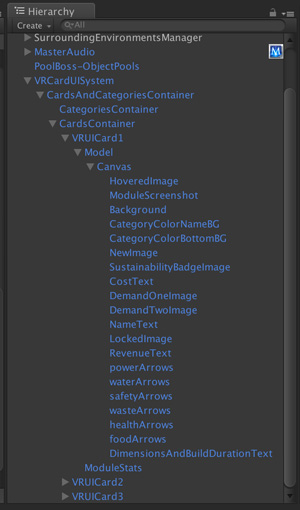 Hierarchy
Create All
SurroundingEnvironmentsManager
MasterAudio M
PoolBoss-ObjectPools
VRCardUISystem
CardsAndCategoriesContainer
CategoriesContainer
CardsContainer
VRUICard1
Model
Canvas
HoveredImage
ModuleScreenshot
Background
CategoryColorNameBG
CategoryColorBottomBG
NewImage
SustainabilityBadgeImage
CostText
DemandOneImage
DemandTwoImage
NameText
LockedImage
RevenueText
powerArrows
waterArrows
safetyArrows
wasteArrows
healthArrows
foodArrows
DimensionsAndBuildDurationText
ModuleStats
VRUICard2
VRUICard3